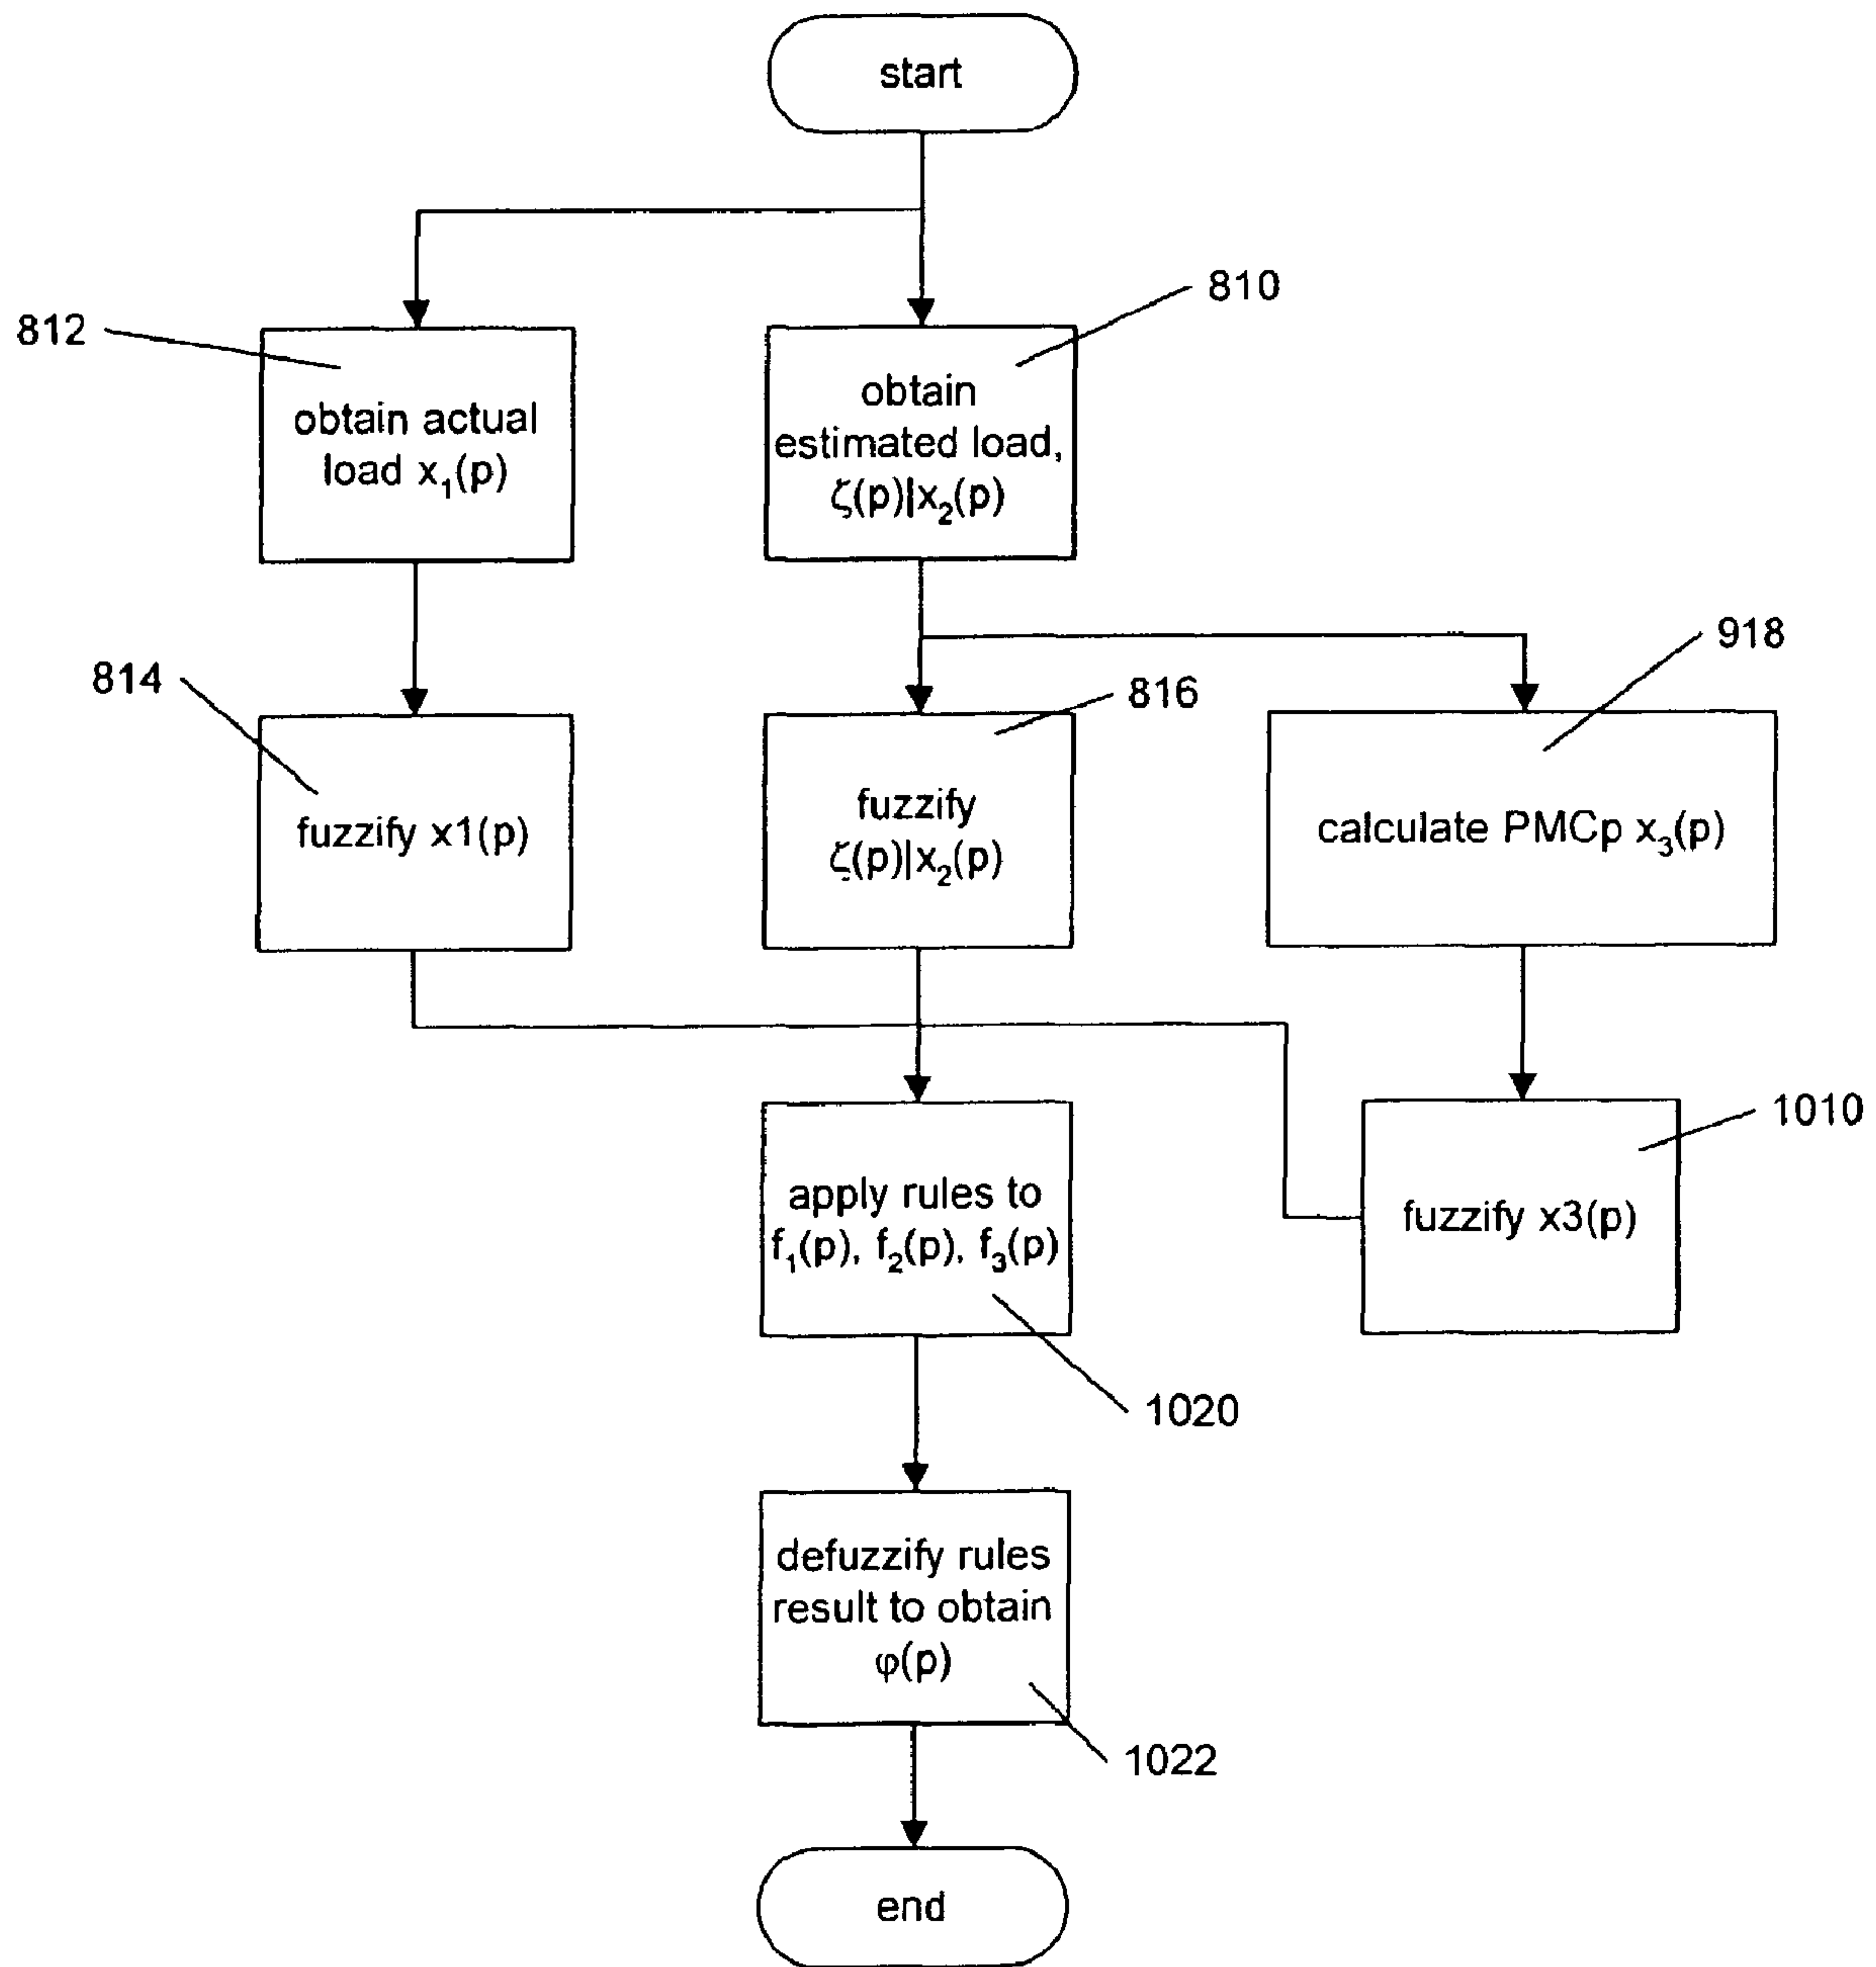 start
812
810
obtain actual
load x₁(p)
obtain
estimated load,
ζ(p)|x₂(p)
918
814
816
fuzzify x1(p)
fuzzify
ζ(p)|x₂(p)
calculate PMCp x₃(p)
1010
apply rules to
f₁(p), f₂(p), f₃(p)
fuzzify x3(p)
1020
defuzzify rules
result to obtain
φ(p)
1022
end